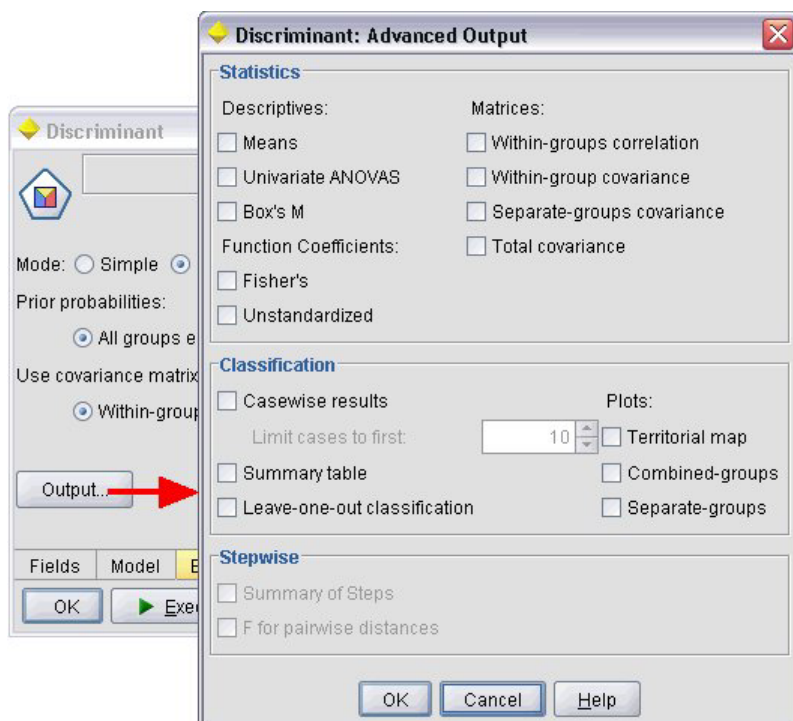 Discriminant: Advanced Output
Statistics
Descriptives:
Matrices:
Means
Within-groups correlation
Univariate ANOVAS
Within-group covariance
Box's M
Separate-groups covariance
Function Coefficients:
Total covariance
Fisher's
Unstandardized
Classification
Casewise results
Plots:
Limit cases to first:
10
Territorial map
Summary table
Combined-groups
Leave-one-out classification
Separate-groups
Stepwise
Summary of Steps
F for pairwise distances
OK
Cancel
Help
Discriminant
Mode:
Simple
Prior probabilities:
All groups e
Use covariance matrix
Within-group
Output...
Fields
Model
E
OK
Exe